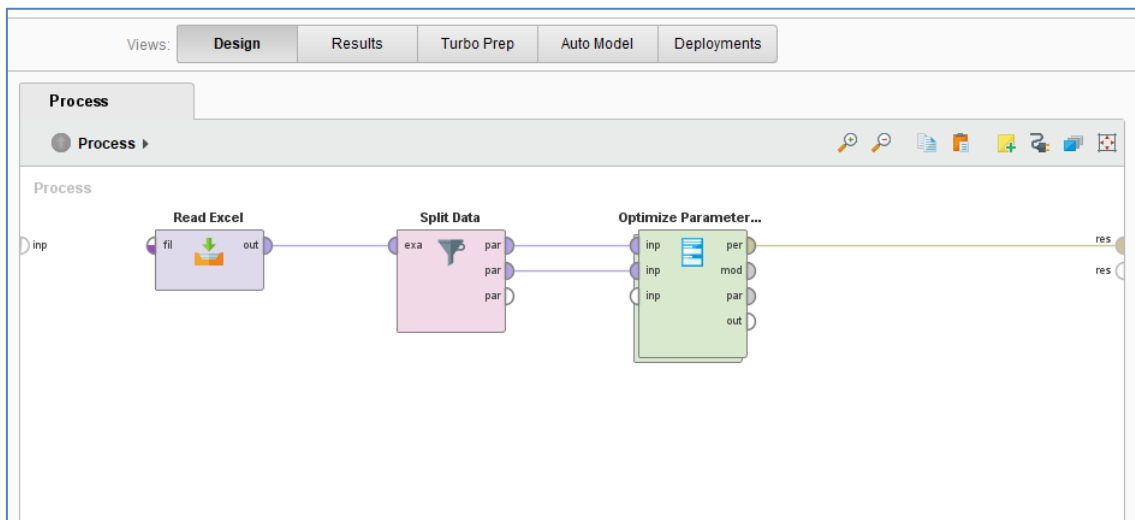 Views: Design Results Turbo Prep Auto Model Deployments
Process
Process
Process
Read Excel Split Data Optimize Parameter...
inp fil out exa par inp per res
par inp mod res
par inp par
out